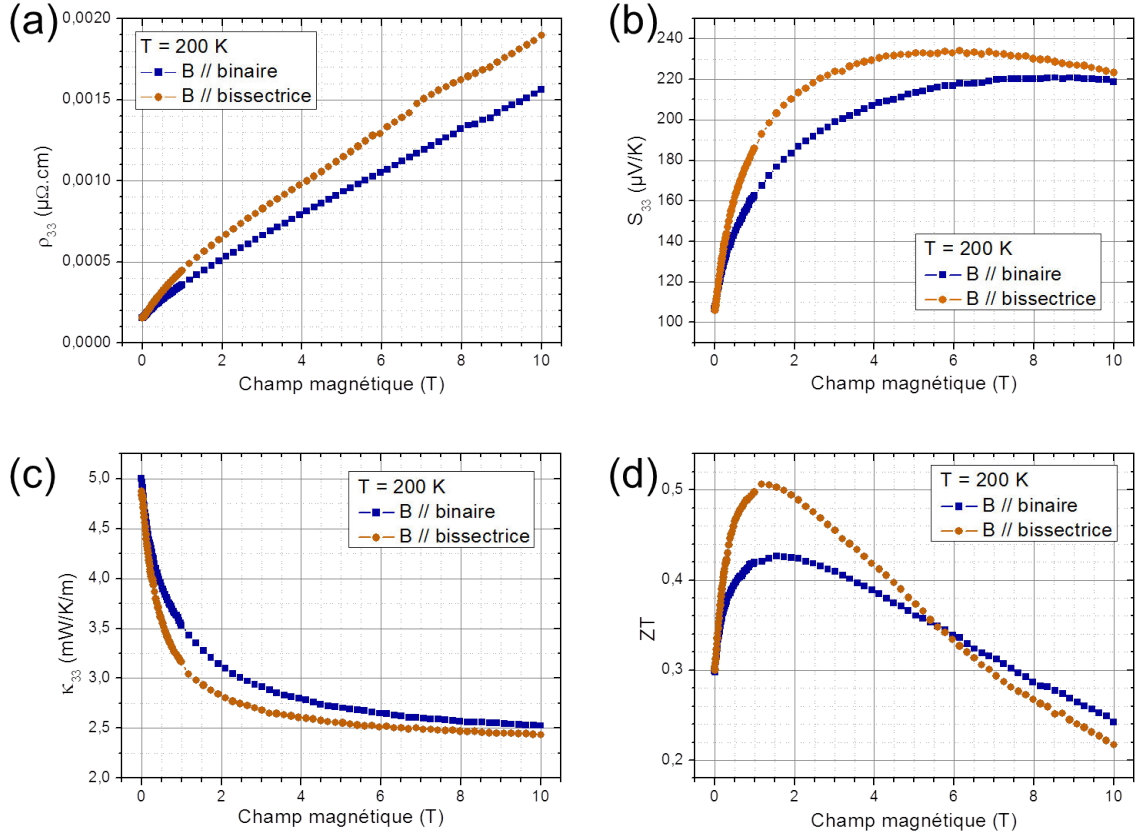 (a)
0,0020
0,0015
0,0010
0,0005
0,0000
ρ33 (μΩ.cm)
T = 200 K
B // binaire
B // bissectrice
0 2 4 6 8 10
Champ magnétique (T)
(b)
240
220
200
180
160
140
120
100
S33 (μV/K)
T = 200 K
B // binaire
B // bissectrice
0 2 4 6 8 10
Champ magnétique (T)
(c)
5,0
4,5
4,0
3,5
3,0
2,5
2,0
κ33 (mW/K/m)
T = 200 K
B // binaire
B // bissectrice
0 2 4 6 8 10
Champ magnétique (T)
(d)
0,5
0,4
0,3
0,2
ZT
T = 200 K
B // binaire
B // bissectrice
0 2 4 6 8 10
Champ magnétique (T)